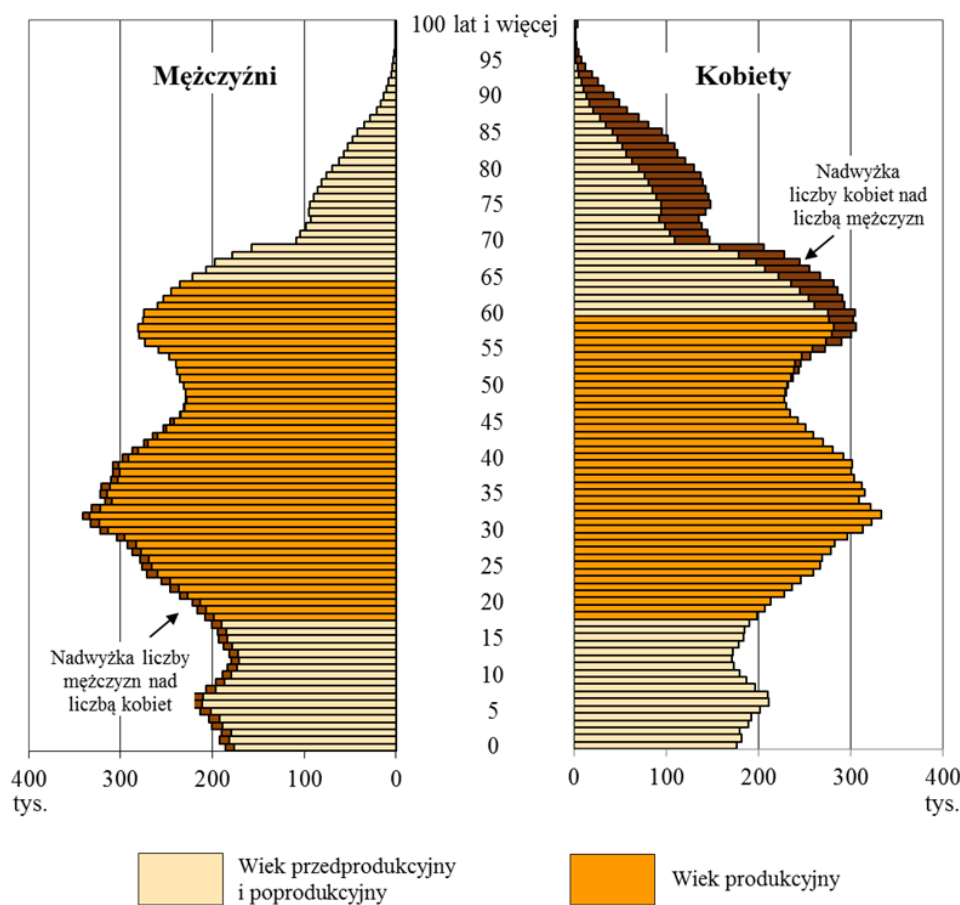 100 lat i więcej
Mężczyźni
Kobiety
95
90
85
80
75
70
65
60
55
50
45
40
35
30
25
20
15
10
5
0
Nadwyżka
liczby kobiet nad
liczbą mężczyzn
Nadwyżka liczby
mężczyzn nad
liczbą kobiet
400 300 200 100 0
tys.
0 100 200 300 400
tys.
Wiek przedprodukcyjny
i poprodukcyjny
Wiek produkcyjny